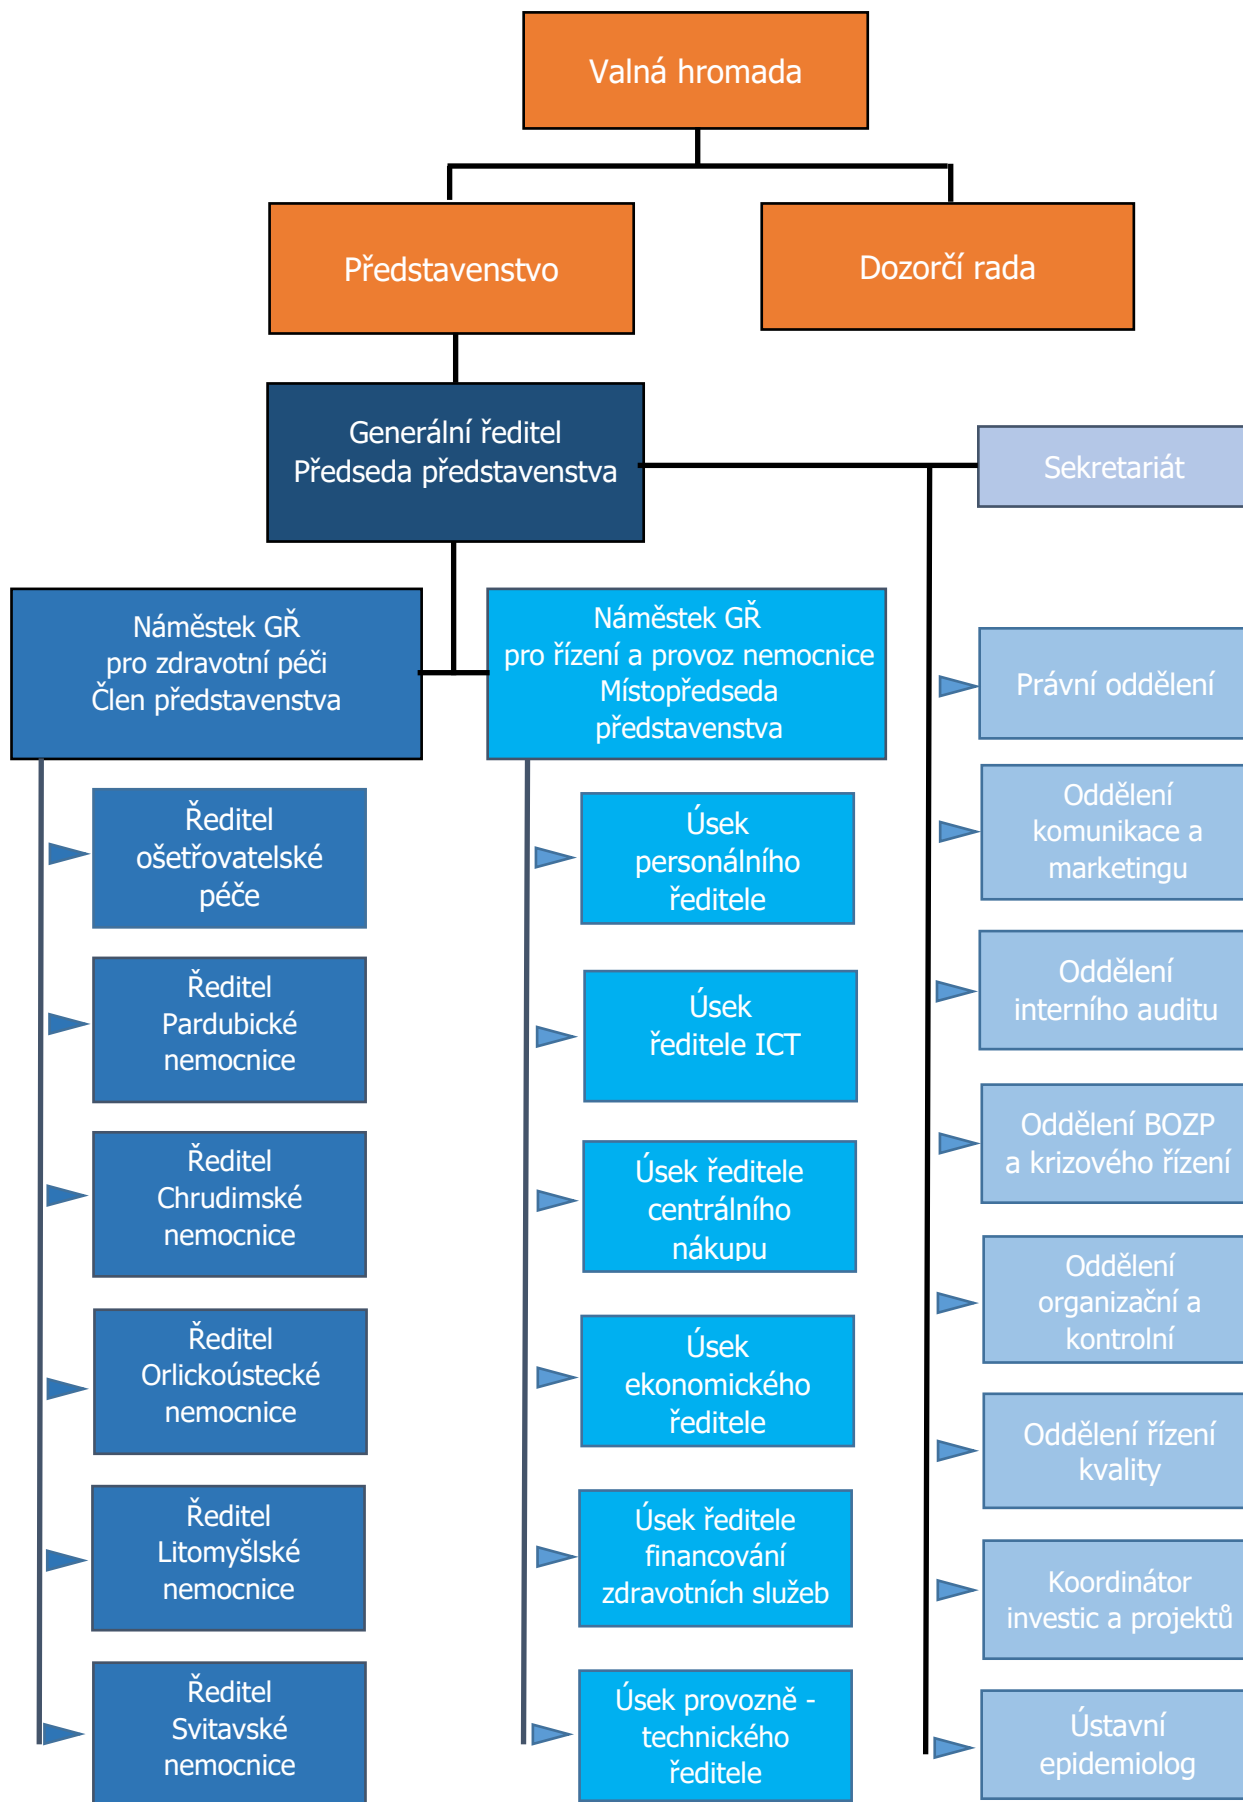 Valná hromada
Představenstvo
Dozorčí rada
Generální ředitel
Předseda představenstva
Sekretariát
Náměstek GŘ
pro zdravotní péči
Člen představenstva
Náměstek GŘ
pro řízení a provoz nemocnice
Místopředseda
představenstva
Ředitel
ošetřovatelské
péče
Ředitel
Pardubické
nemocnice
Ředitel
Chrudimské
nemocnice
Ředitel
Orlickoústecké
nemocnice
Ředitel
Litomyšlské
nemocnice
Ředitel
Svitavské
nemocnice
Úsek
personálního
ředitele
Úsek
ředitele ICT
Úsek ředitele
centrálního
nákupu
Úsek
ekonomického
ředitele
Úsek ředitele
financování
zdravotních služeb
Úsek provozně -
technického
ředitele
Právní oddělení
Oddělení
komunikace a
marketingu
Oddělení
interního auditu
Oddělení BOZP
a krizového řízení
Oddělení
organizační a
kontrolní
Oddělení řízení
kvality
Koordinátor
investic a projektů
Ústavní
epidemiolog